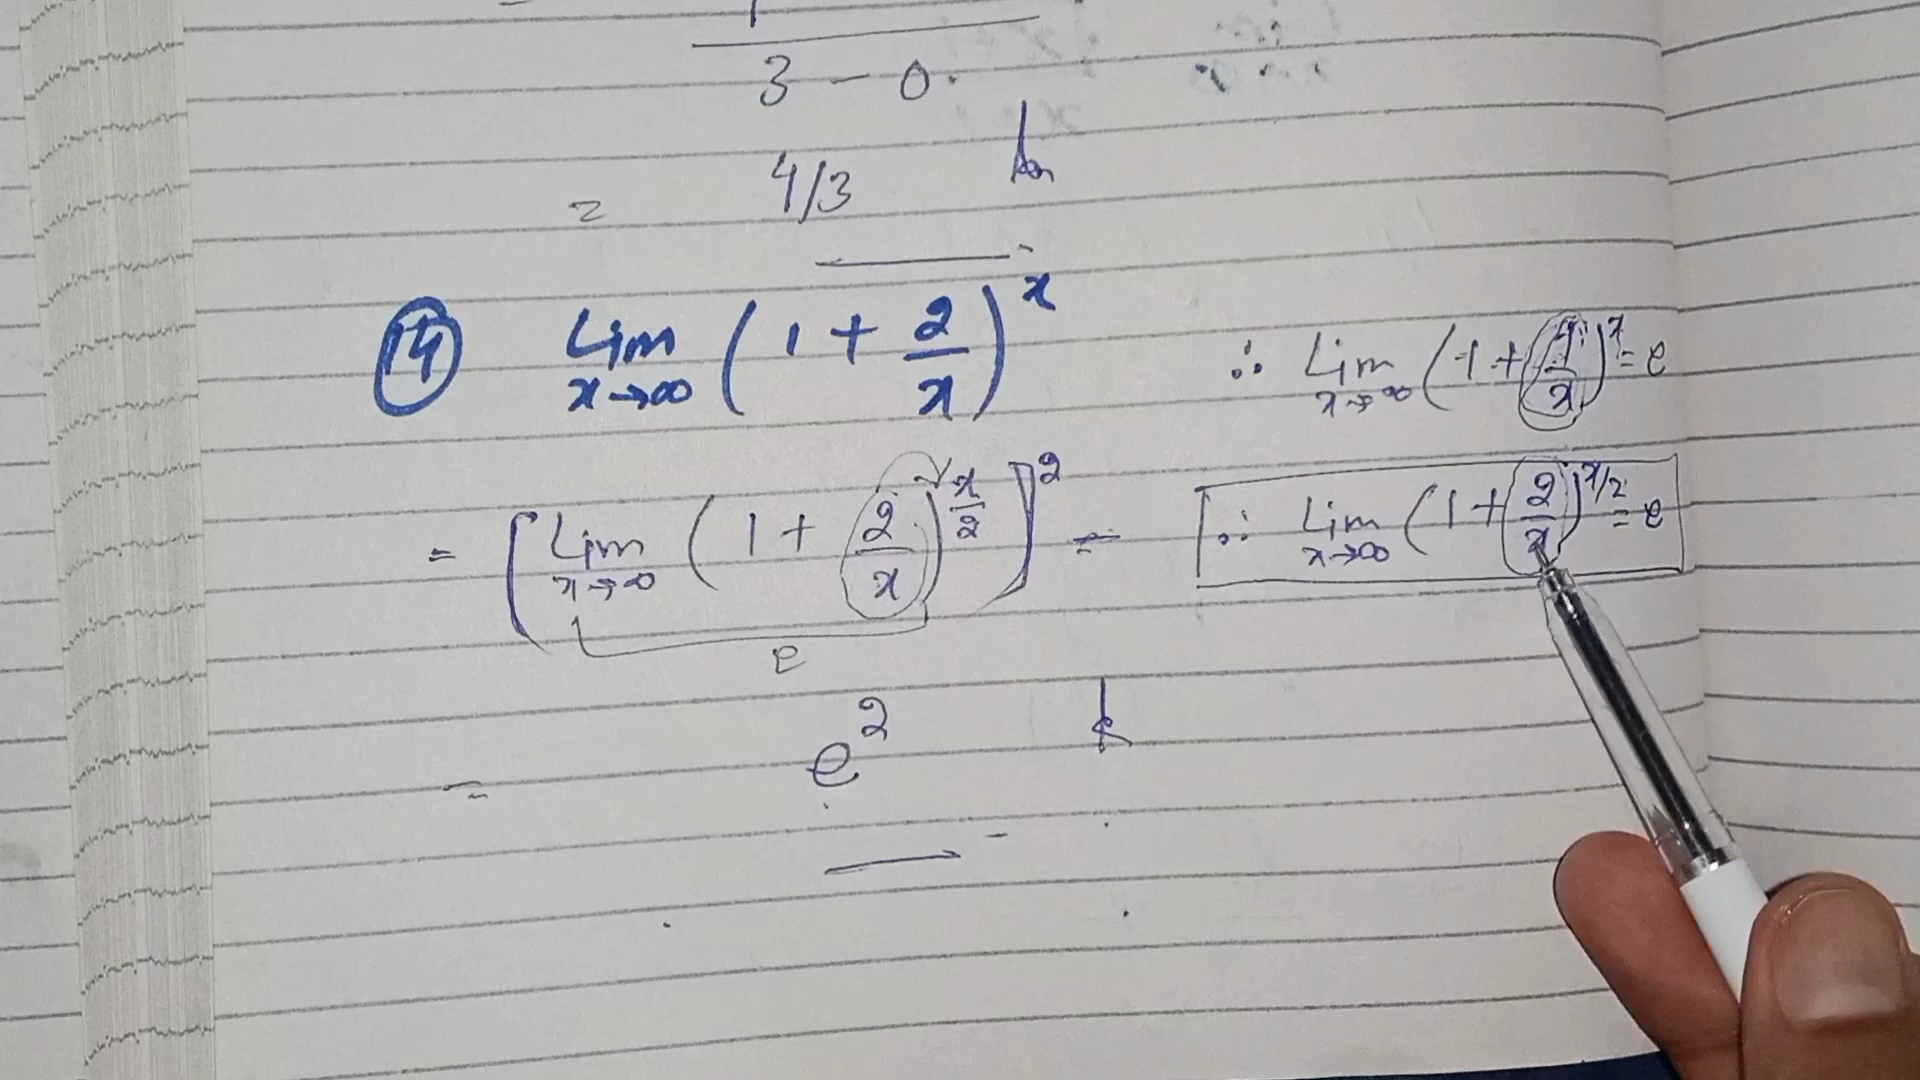 3 - 0.
= 4/3
(14) Lim x→∞ (1 + 2/x)^x
∴ Lim x→∞ (1 + 1/x)^x = e
= [Lim x→∞ (1 + 2/x)^x/2]^2 =
∴ Lim x→∞ (1 + 2/x)^x/2 = e
e
= e^2